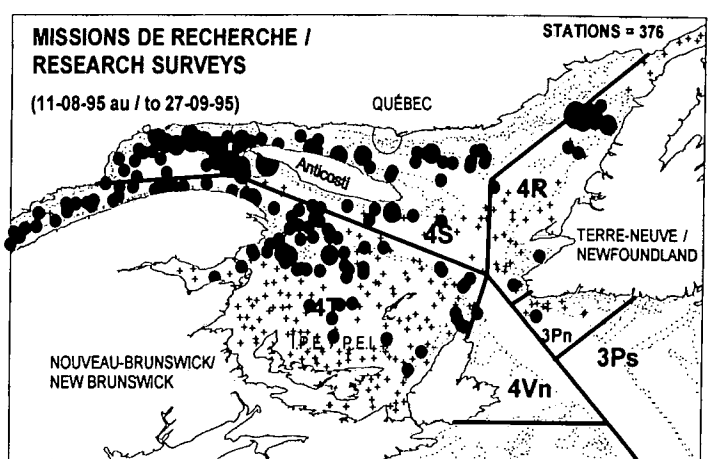 MISSIONS DE RECHERCHE /
RESEARCH SURVEYS
(11-08-95 au / to 27-09-95)
STATIONS = 376
QUÉBEC
Anticosti
4R
4S
TERRE-NEUVE /
NEWFOUNDLAND
4T
I.P.E. P.E.I.
3Pn
3Ps
NOUVEAU-BRUNSWICK/
NEW BRUNSWICK
4Vn